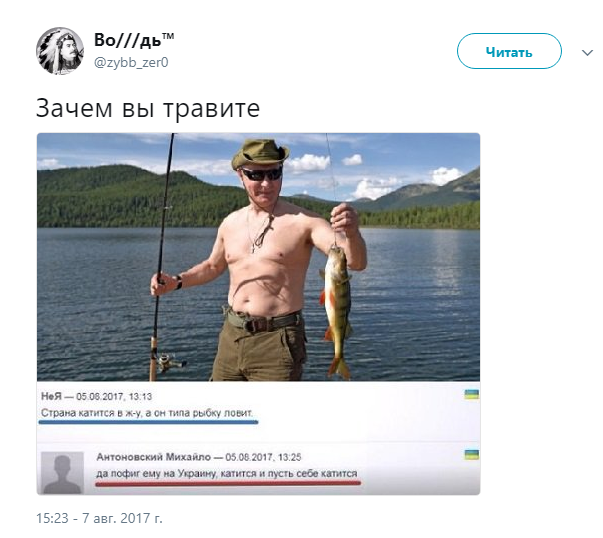 Во///дь™
@zybb_zer0
Читать
Зачем вы травите
НеЯ — 05.08.2017, 13:13
Страна катится в ж-у, а он типа рыбку ловит.
Антоновский Михайло — 05.08.2017, 13:25
да пофиг ему на Украину, катится и пусть себе катится
15:23 - 7 авг. 2017 г.